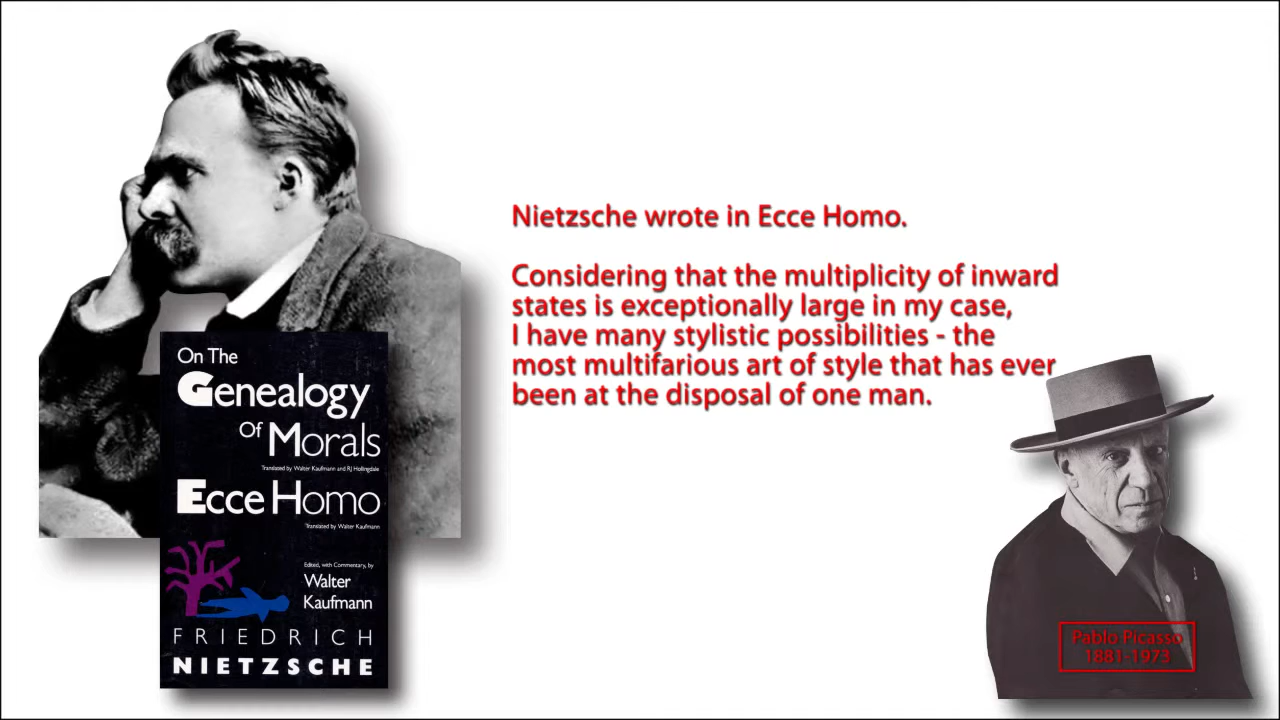 On The
Genealogy
Of Morals
Translated by Walter Kaufmann and RJ Hollingdale
Ecce Homo
Translated by Walter Kaufmann
Edited, with Commentary, by
Walter
Kaufmann
FRIEDRICH
NIETZSCHE
Nietzsche wrote in Ecce Homo.
Considering that the multiplicity of inward
states is exceptionally large in my case,
I have many stylistic possibilities - the
most multifarious art of style that has ever
been at the disposal of one man.
Pablo Picasso
1881-1973